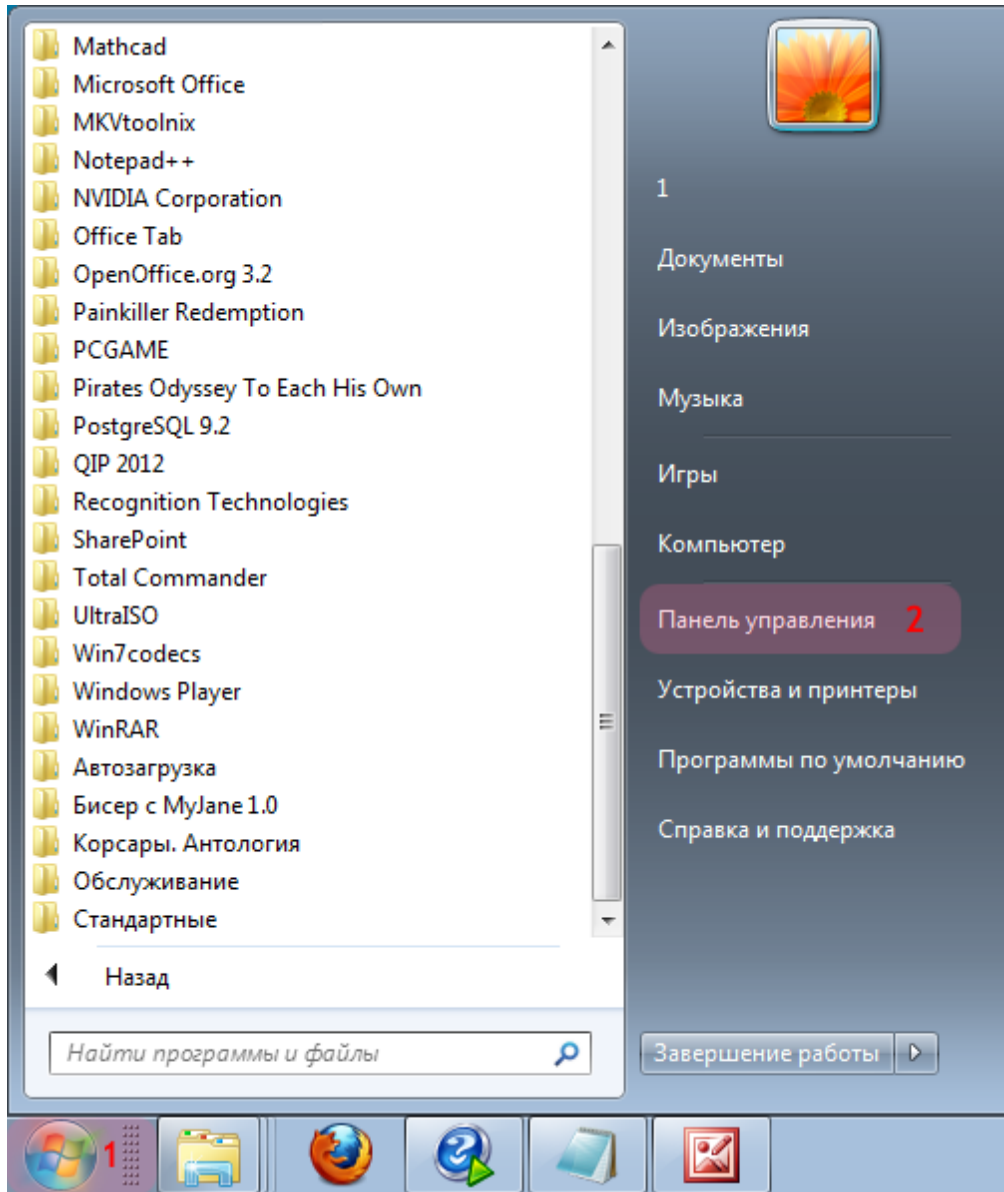 Mathcad
Microsoft Office
MKVtoolnix
Notepad++
NVIDIA Corporation
Office Tab
OpenOffice.org 3.2
Painkiller Redemption
PCGAME
Pirates Odyssey To Each His Own
PostgreSQL 9.2
QIP 2012
Recognition Technologies
SharePoint
Total Commander
UltraISO
Win7codecs
Windows Player
WinRAR
Автозагрузка
Бисер с MyJane 1.0
Корсары. Антология
Обслуживание
Стандартные
Назад
Найти программы и файлы
1
Документы
Изображения
Музыка
Игры
Компьютер
Панель управления 2
Устройства и принтеры
Программы по умолчанию
Справка и поддержка
Завершение работы
1